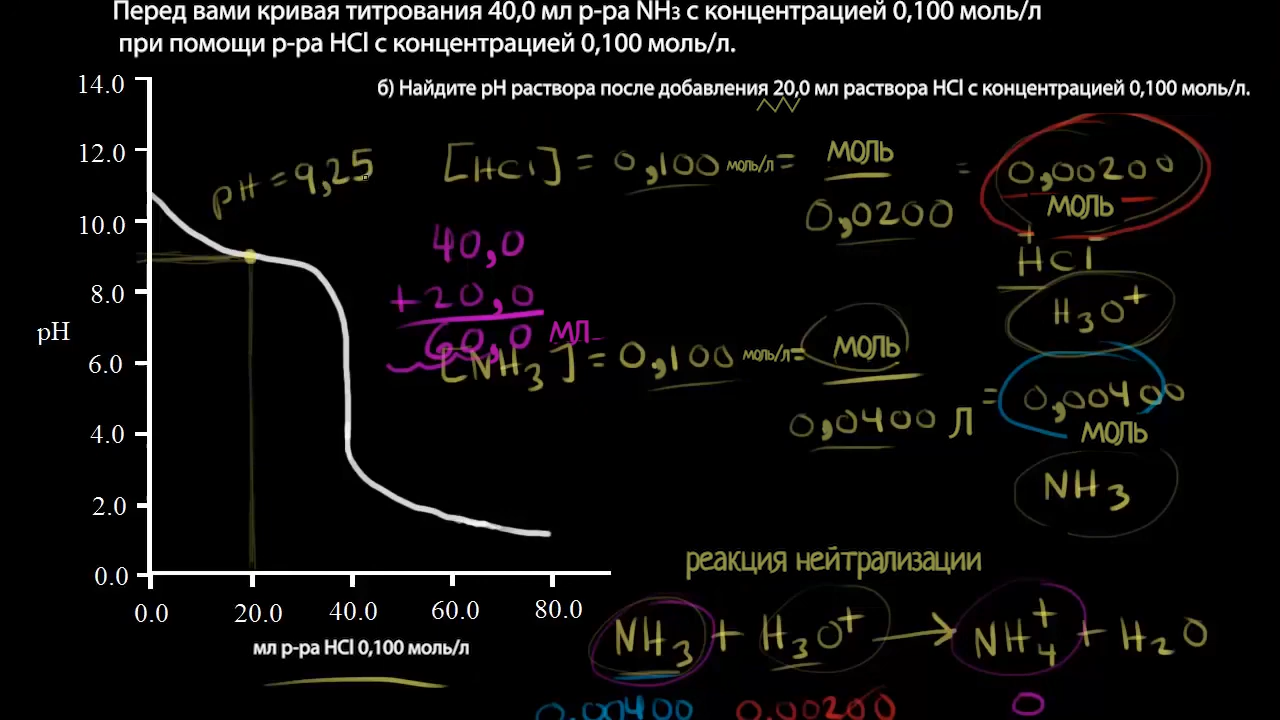 Перед вами кривая титрования 40,0 мл р-ра NH₃ с концентрацией 0,100 моль/л
при помощи р-ра HCl с концентрацией 0,100 моль/л.
б) Найдите pH раствора после добавления 20,0 мл раствора HCl с концентрацией 0,100 моль/л.
14.0
12.0
10.0
8.0
6.0
4.0
2.0
0.0
pH
0.0 20.0 40.0 60.0 80.0
мл р-ра HCl 0,100 моль/л
pH = 9,25
[HCl] = 0,100 моль/л = моль = 0,00200
0,0200 моль
H⁺Cl⁻
H₃O⁺
40,0
+20,0
60,0 мл
[NH₃] = 0,100 моль/л = моль = 0,00400
0,0400 л моль
NH₃
реакция нейтрализации
NH₃ + H₃O⁺ → NH₄⁺ + H₂O
0,00400 0,00200 0